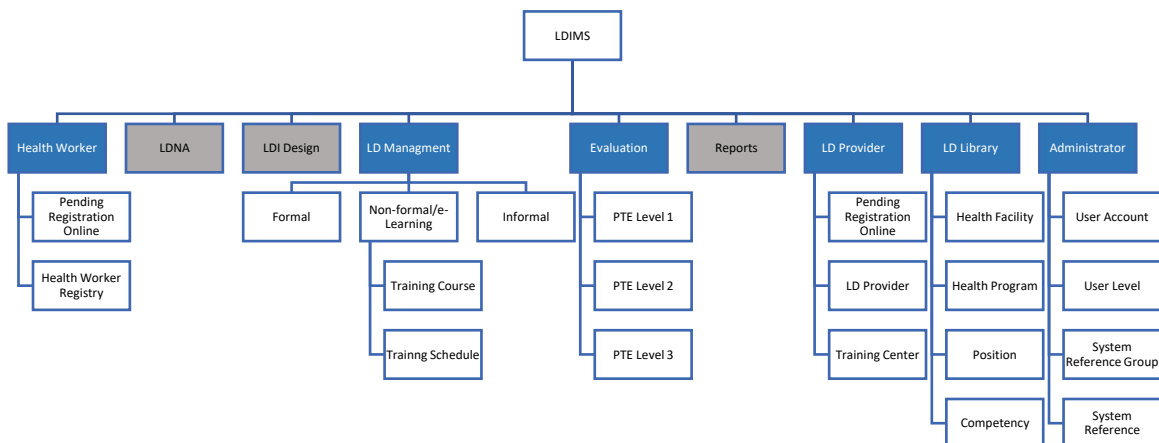 LDIMS
Health Worker
LDNA
LDI Design
LD Managment
Evaluation
Reports
LD Provider
LD Library
Administrator
Pending
Registration
Online
Health Worker
Registry
Formal
Non-formal/e-
Learning
Informal
Training Course
Trainng Schedule
PTE Level 1
PTE Level 2
PTE Level 3
Pending
Registration
Online
LD Provider
Training Center
Health Facility
Health Program
Position
Competency
User Account
User Level
System
Reference Group
System
Reference